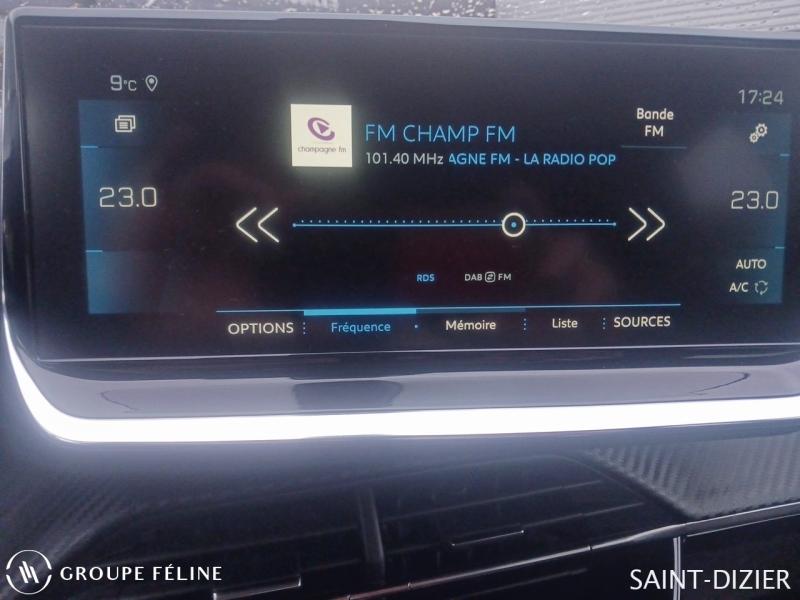 9°C
17:24
champagne fm
FM CHAMP FM
101.40 MHz AGNE FM - LA RADIO POP
Bande
FM
23.0
23.0
RDS
DAB FM
AUTO
A/C
OPTIONS
Fréquence
Mémoire
Liste
SOURCES
GROUPE FÉLINE
SAINT-DIZIER